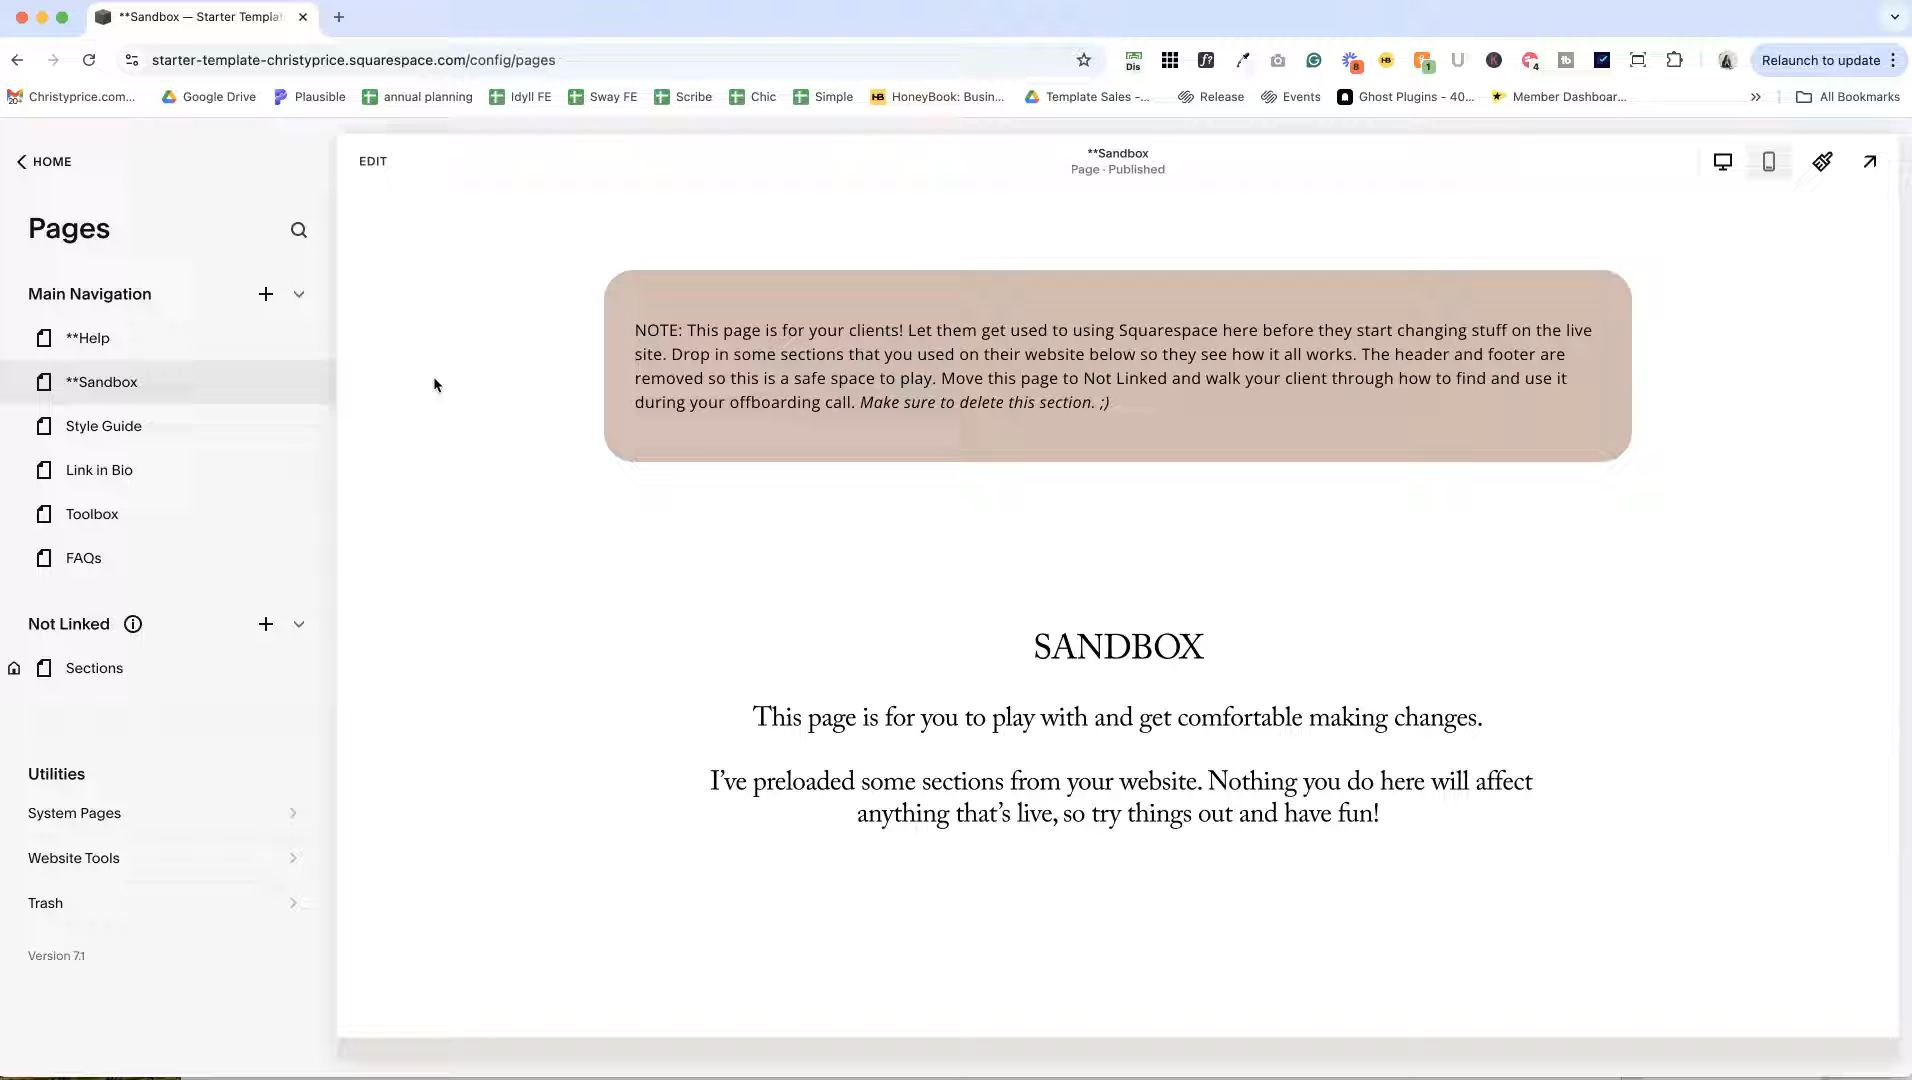 **Sandbox — Starter Templat
starter-template-christyprice.squarespace.com/config/pages
Dis
8
1
4
Relaunch to update
Christyprice.com...
Google Drive
Plausible
annual planning
Idyll FE
Sway FE
Scribe
Chic
Simple
HoneyBook: Busin...
Template Sales -...
Release
Events
Ghost Plugins - 40...
Member Dashboar...
All Bookmarks
HOME
EDIT
**Sandbox
Page · Published
Pages
Main Navigation
**Help
**Sandbox
Style Guide
Link in Bio
Toolbox
FAQs
Not Linked
Sections
Utilities
System Pages
Website Tools
Trash
Version 7.1
NOTE: This page is for your clients! Let them get used to using Squarespace here before they start changing stuff on the live
site. Drop in some sections that you used on their website below so they see how it all works. The header and footer are
removed so this is a safe space to play. Move this page to Not Linked and walk your client through how to find and use it
during your offboarding call. Make sure to delete this section. ;)
SANDBOX
This page is for you to play with and get comfortable making changes.
I’ve preloaded some sections from your website. Nothing you do here will affect
anything that’s live, so try things out and have fun!